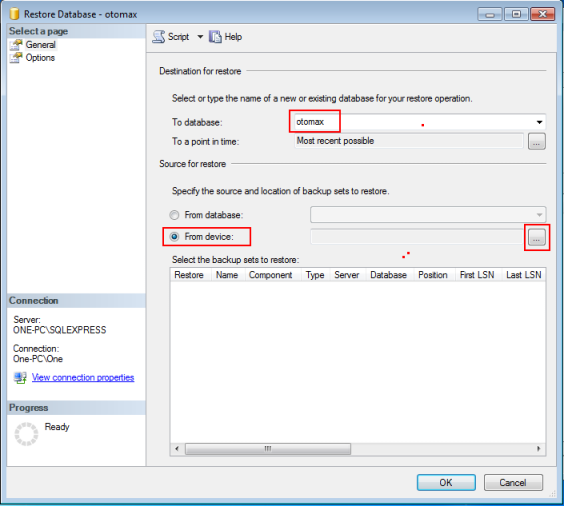 Restore Database - otomax
Select a page
General
Options
Script
Help
Destination for restore
Select or type the name of a new or existing database for your restore operation.
To database:
otomax
To a point in time:
Most recent possible
...
Source for restore
Specify the source and location of backup sets to restore.
From database:
From device:
...
Select the backup sets to restore:
Restore Name Component Type Server Database Position First LSN Last LSN
Connection
Server:
ONE-PC\SQLEXPRESS
Connection:
One-PC\One
View connection properties
Progress
Ready
OK
Cancel